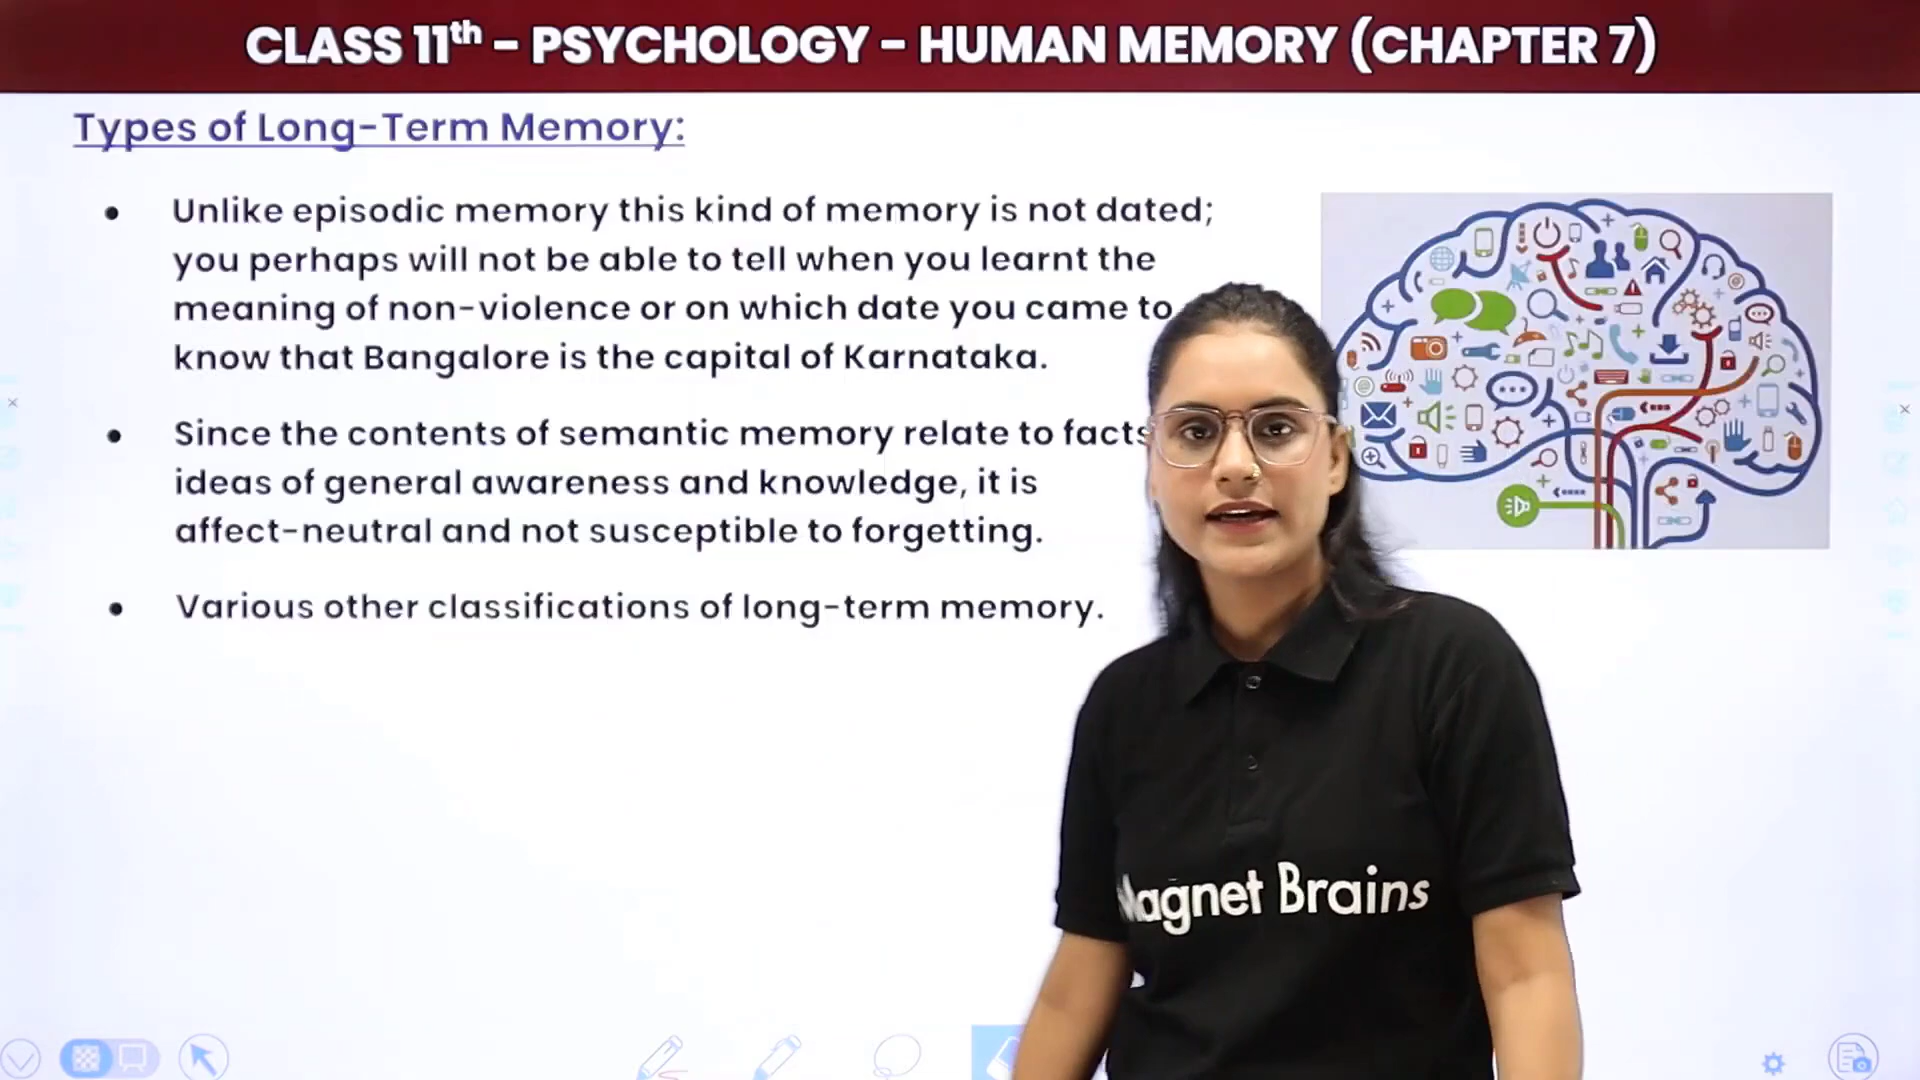 CLASS 11th - PSYCHOLOGY - HUMAN MEMORY (CHAPTER 7)
Types of Long-Term Memory:
• Unlike episodic memory this kind of memory is not dated;
you perhaps will not be able to tell when you learnt the
meaning of non-violence or on which date you came to
know that Bangalore is the capital of Karnataka.
• Since the contents of semantic memory relate to facts
ideas of general awareness and knowledge, it is
affect-neutral and not susceptible to forgetting.
• Various other classifications of long-term memory.
Magnet Brains